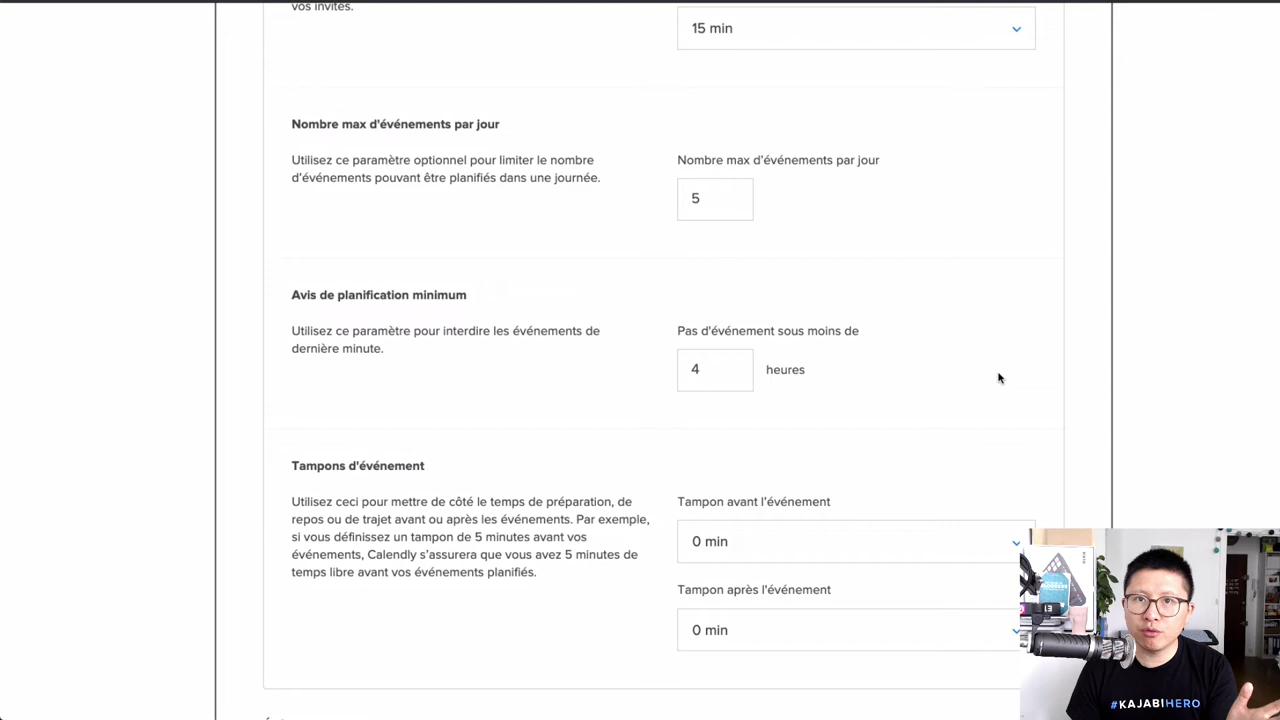 vos invités.
15 min
Nombre max d'événements par jour
Utilisez ce paramètre optionnel pour limiter le nombre
d'événements pouvant être planifiés dans une journée.
Nombre max d'événements par jour
5
Avis de planification minimum
Utilisez ce paramètre pour interdire les événements de
dernière minute.
Pas d'événement sous moins de
4
heures
Tampons d'événement
Utilisez ceci pour mettre de côté le temps de préparation, de
repos ou de trajet avant ou après les événements. Par exemple,
si vous définissez un tampon de 5 minutes avant vos
événements, Calendly s'assurera que vous avez 5 minutes de
temps libre avant vos événements planifiés.
Tampon avant l'événement
0 min
Tampon après l'événement
0 min
#KAJABIHERO